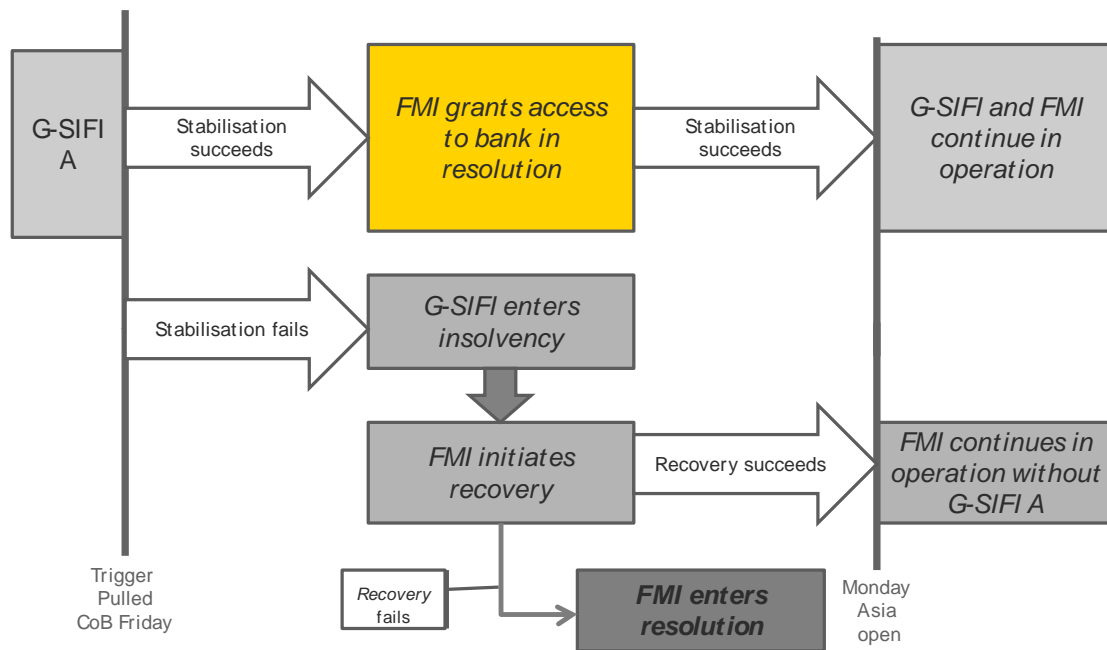 G-SIFI
A
Stabilisation
succeeds
FMI grants access
to bank in
resolution
Stabilisation
succeeds
G-SIFI and FMI
continue in
operation
Stabilisation fails
G-SIFI enters
insolvency
FMI initiates
recovery
Recovery succeeds
FMI continues in
operation without
G-SIFI A
Trigger
Pulled
CoB Friday
Recovery
fails
FMI enters
resolution
Monday
Asia
open